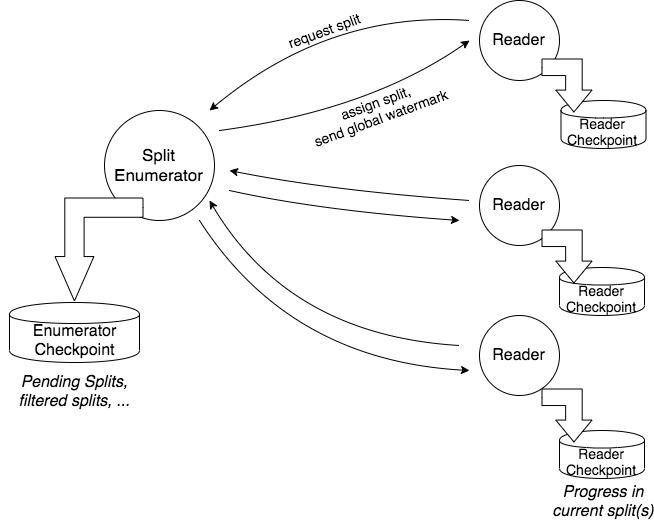 request split
assign split,
send global watermark
Reader
Reader
Checkpoint
Split
Enumerator
Reader
Reader
Checkpoint
Enumerator
Checkpoint
Pending Splits,
filtered splits, ...
Reader
Reader
Checkpoint
Progress in
current split(s)